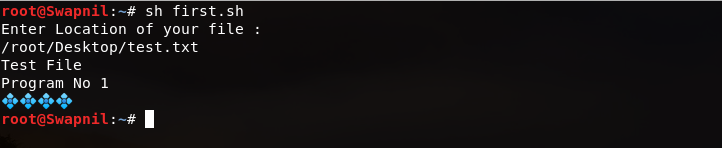 root@Swapnil:~# sh first.sh
Enter Location of your file :
/root/Desktop/test.txt
Test File
Program No 1
💠💠💠💠
root@Swapnil:~#